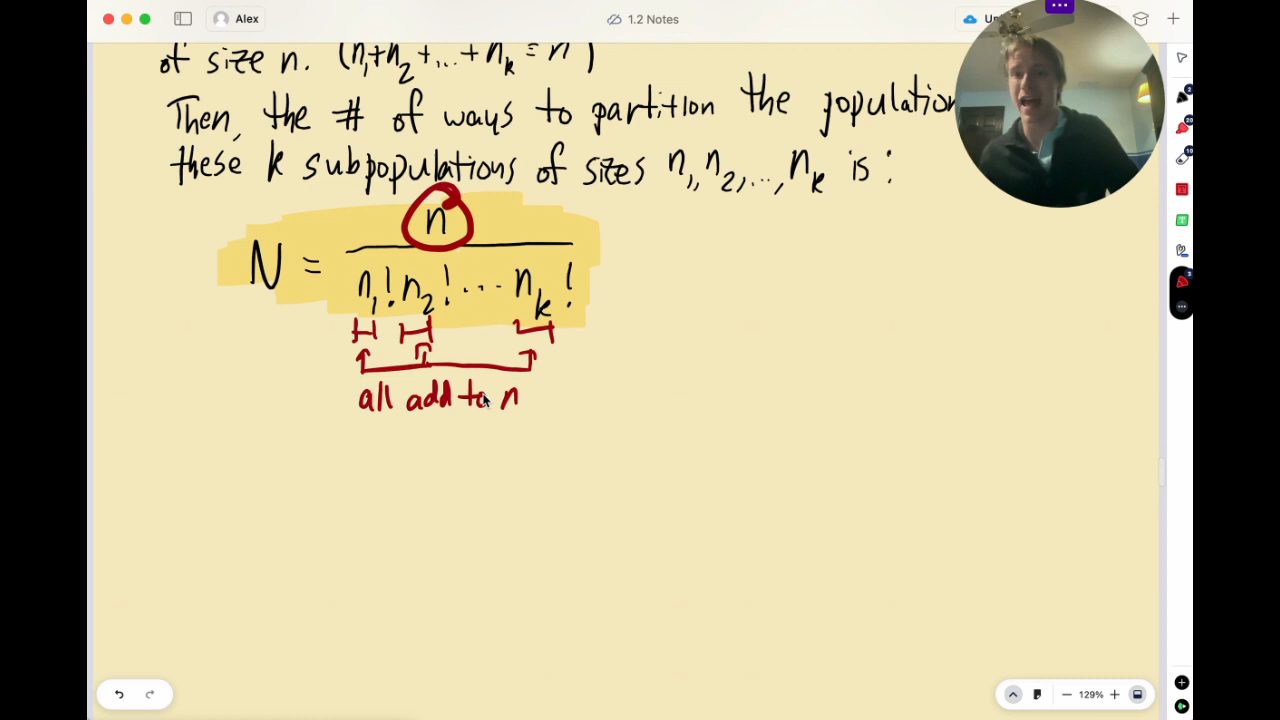 Alex
1.2 Notes
of size n. (n₁+n₂+...+nₖ = n)
Then, the # of ways to partition the population
these k subpopulations of sizes n₁,n₂,...,nₖ is:
n
N =
n₁!n₂!...nₖ!
all add to n
129%